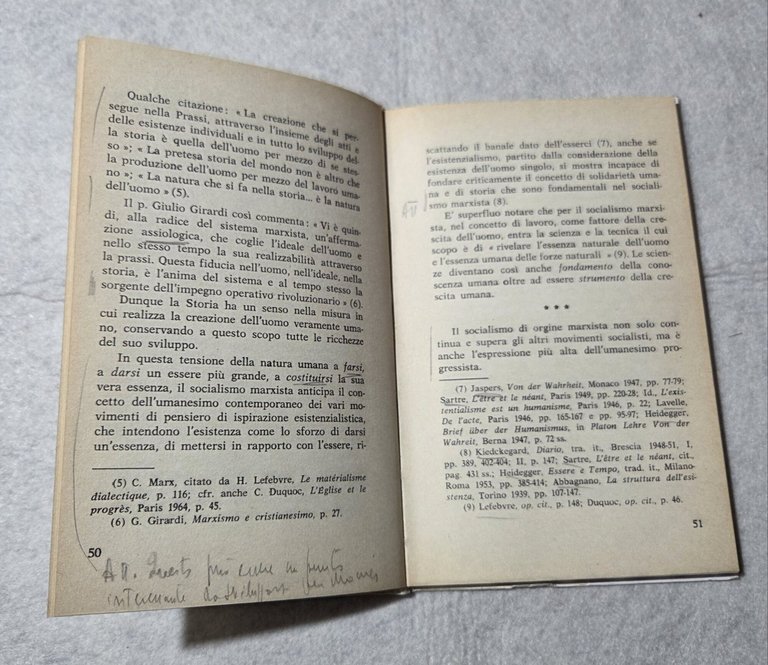 Qualche citazione: « La creazione che si per-
segue nella Prassi, attraverso l'insieme degli atti e
delle esistenze individuali e in tutto lo sviluppo del-
la storia è quella dell'uomo per mezzo di se stes-
so »; « La pretesa storia del mondo non è altro che
la produzione dell'uomo per mezzo del lavoro uma-
no »; « La natura che si fa nella storia... è la natura
dell'uomo » (5).
Il p. Giulio Girardi così commenta: « Vi è quin-
di, alla radice del sistema marxista, un'afferma-
zione assiologica, che coglie l'ideale dell'uomo e
nello stesso tempo la sua realizzabilità attraverso
la prassi. Questa fiducia nell'uomo, nell'ideale, nella
storia, è l'anima del sistema e al tempo stesso la
sorgente dell'impegno operativo rivoluzionario » (6).
Dunque la Storia ha un senso nella misura in
cui realizza la creazione dell'uomo veramente uma-
no, conservando a questo scopo tutte le ricchezze
del suo sviluppo.
In questa tensione della natura umana a farsi,
a darsi un essere più grande, a costituirsi la sua
vera essenza, il socialismo marxista anticipa il con-
cetto dell'umanesimo contemporaneo dei vari mo-
vimenti di pensiero di ispirazione esistenzialistica,
che intendono l'esistenza come lo sforzo di darsi
un'essenza, di mettersi in rapporto con l'essere, ri-
(5) C. Marx, citato da H. Lefebvre, Le matérialisme
dialectique, p. 116; cfr. anche C. Duquoc, L'Église et le
progrès, Paris 1964, p. 45.
(6) G. Girardi, Marxismo e cristianesimo, p. 27.
50
Questo può essere un punto
interessante da sviluppare
scattando il banale dato dell'esserci (7), anche se
l'esistenzialismo, partito dalla considerazione della
esistenza dell'uomo singolo, si mostra incapace di
fondare criticamente il concetto di solidarietà uma-
na e di storia che sono fondamentali nel sociali-
smo marxista (8).
E' superfluo notare che per il socialismo marxi-
sta, nel concetto di lavoro, come fattore della cre-
scita dell'uomo, entra la scienza e la tecnica il cui
scopo è di « rivelare l'essenza naturale dell'uomo
e l'essenza umana delle forze naturali » (9). Le scien-
ze diventano così anche fondamento della cono-
scenza umana oltre ad essere strumento della cre-
scita umana.
* * *
Il socialismo di orgine marxista non solo con-
tinua e supera gli altri movimenti socialisti, ma è
anche l'espressione più alta dell'umanesimo pro-
gressista.
(7) Jaspers, Von der Wahrheit, Monaco 1947, pp. 77-79;
Sartre, L'être et le néant, Paris 1949, pp. 220-28; Id., L'exis-
tentialisme est un humanisme, Paris 1946, p. 22; Lavelle,
De l'acte, Paris 1946, pp. 165-167 e pp. 95-97; Heidegger,
Brief über der Humanismus, in Platon Lehre Von der
Wahreit, Berna 1947, p. 72 ss.
(8) Kiedckegard, Diario, tra. it., Brescia 1948-51, I,
pp. 389, 402-404; II, p. 147; Sartre, L'être et le néant, cit.,
pag. 431 ss.; Heidegger, Essere e Tempo, trad. it., Milano-
Roma 1953, pp. 385-414; Abbagnano, La struttura dell'esi-
stenza, Torino 1939, pp. 107-147.
(9) Lefebvre, op. cit., p. 148; Duquoc, op. cit., p. 46.
51